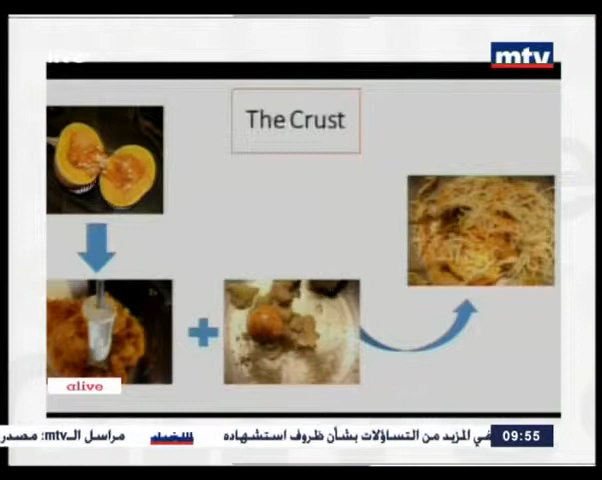 mtv
The Crust
alive
09:55
في المزيد من التساؤلات بشأن ظروف استشهاده
مراسل الـmtv: مصدر